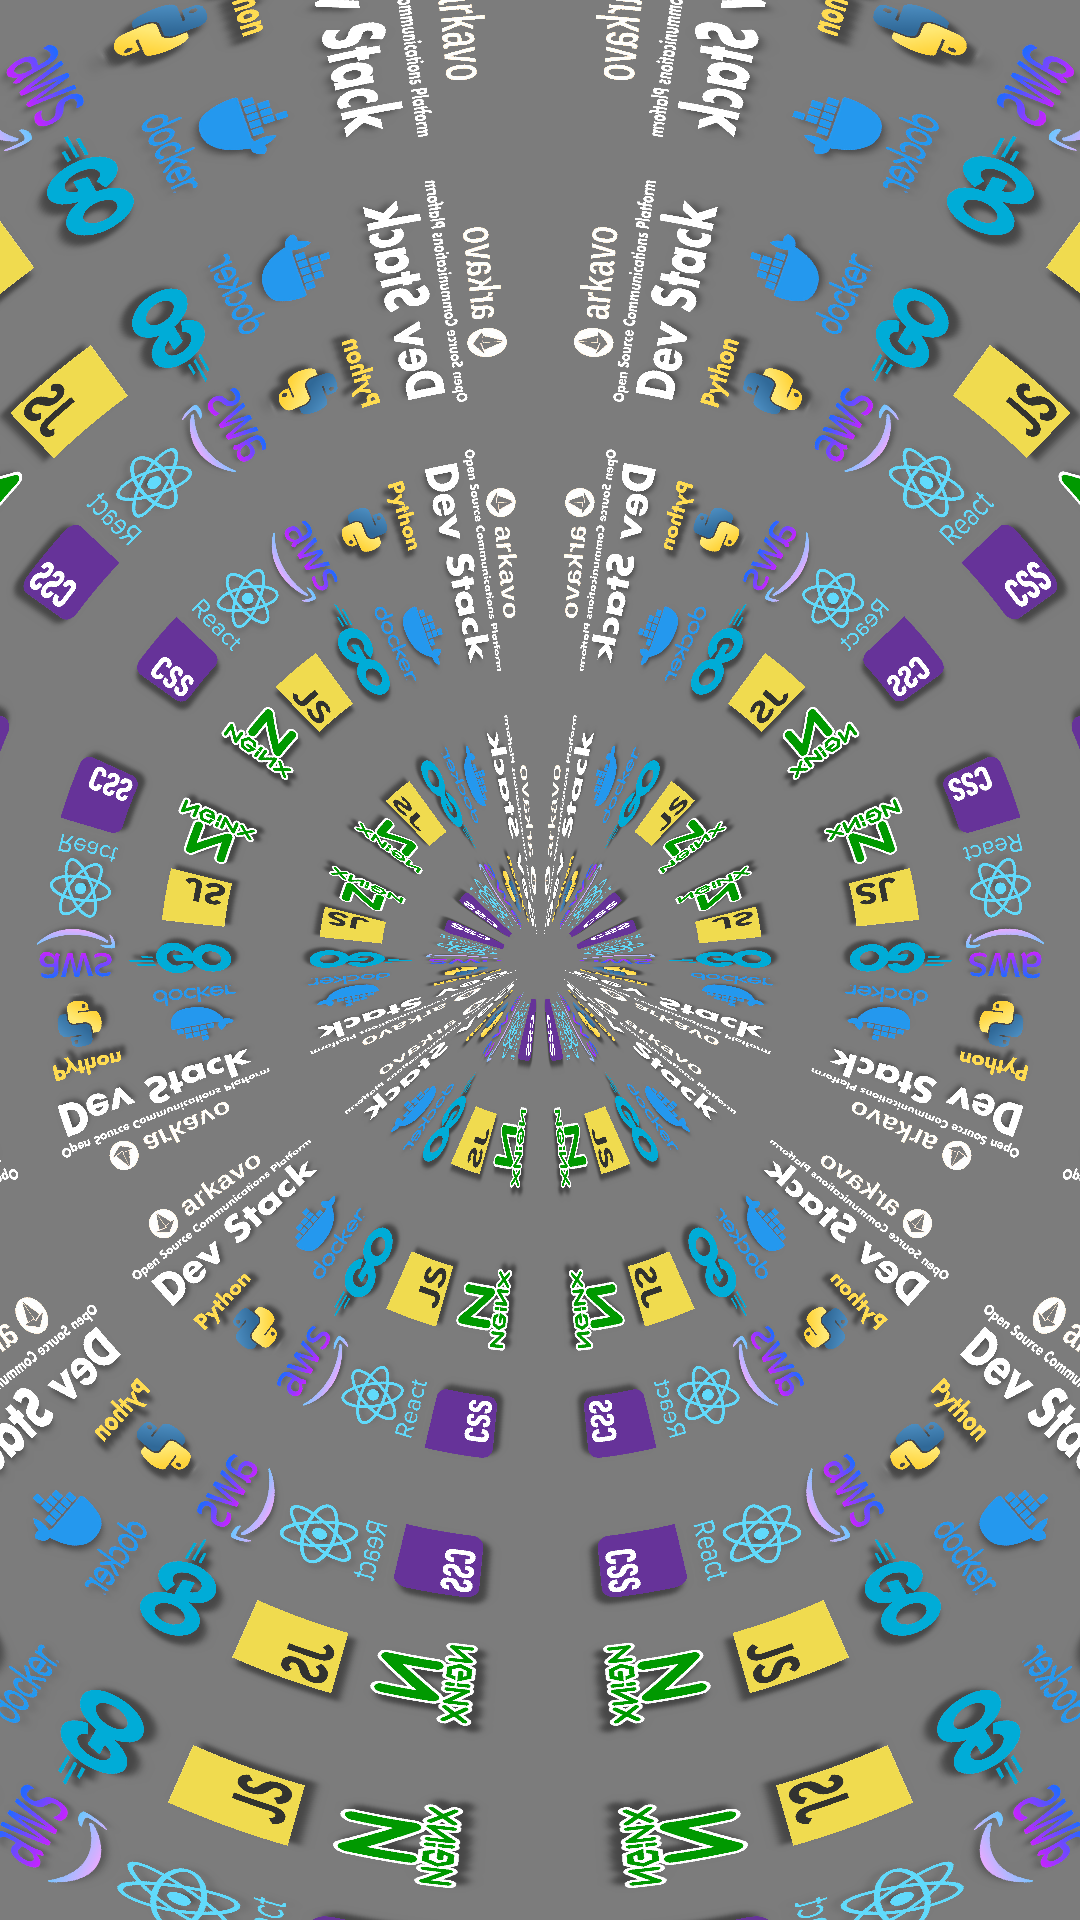 Dev Stack
Open Source Communications Platform
arkavo
Python
aws
docker
GO
React
JS
CSS
NGINX